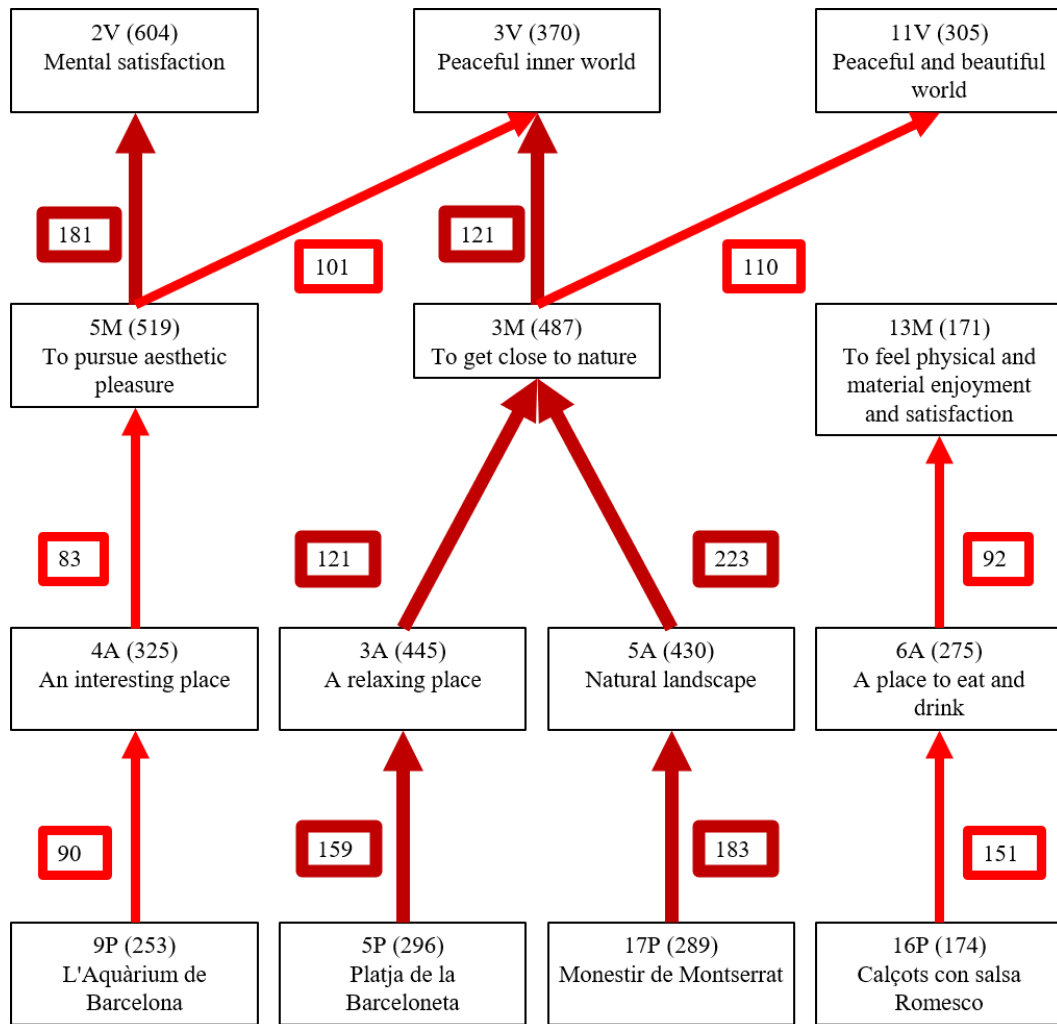 2V (604)
Mental satisfaction
3V (370)
Peaceful inner world
11V (305)
Peaceful and beautiful
world
181
101
121
110
5M (519)
To pursue aesthetic
pleasure
3M (487)
To get close to nature
13M (171)
To feel physical and
material enjoyment
and satisfaction
83
121
223
92
4A (325)
An interesting place
3A (445)
A relaxing place
5A (430)
Natural landscape
6A (275)
A place to eat and
drink
90
159
183
151
9P (253)
L'Aquàrium de
Barcelona
5P (296)
Platja de la
Barceloneta
17P (289)
Monestir de Montserrat
16P (174)
Calçots con salsa
Romesco